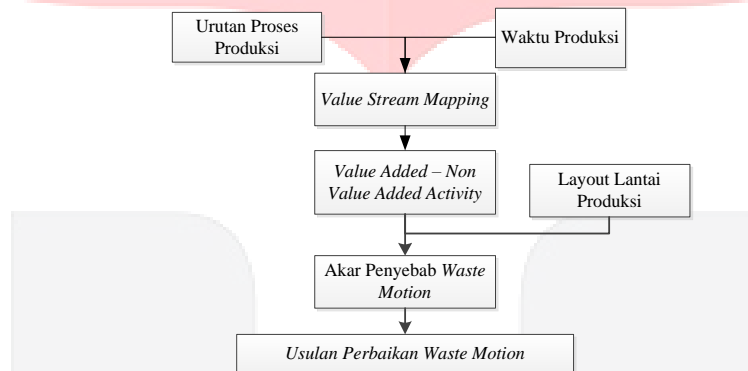 Urutan Proses
Produksi
Waktu Produksi
Value Stream Mapping
Value Added – Non
Value Added Activity
Layout Lantai
Produksi
Akar Penyebab Waste
Motion
Usulan Perbaikan Waste Motion